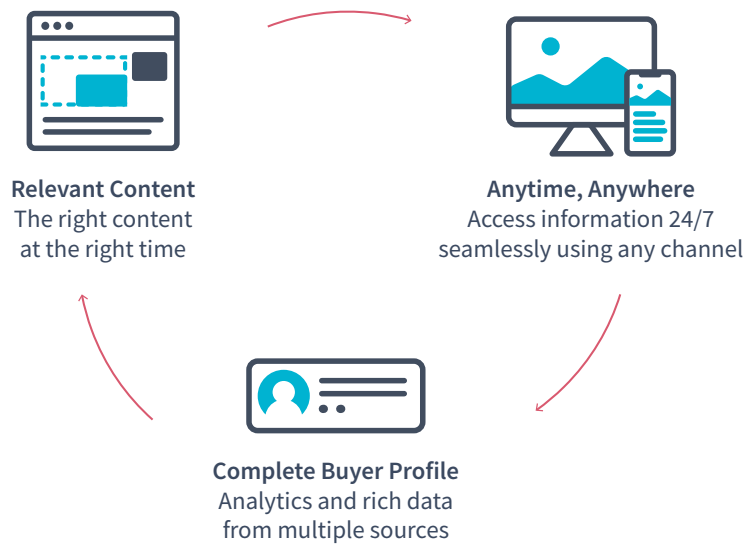 Relevant Content
The right content
at the right time
Anytime, Anywhere
Access information 24/7
seamlessly using any channel
Complete Buyer Profile
Analytics and rich data
from multiple sources